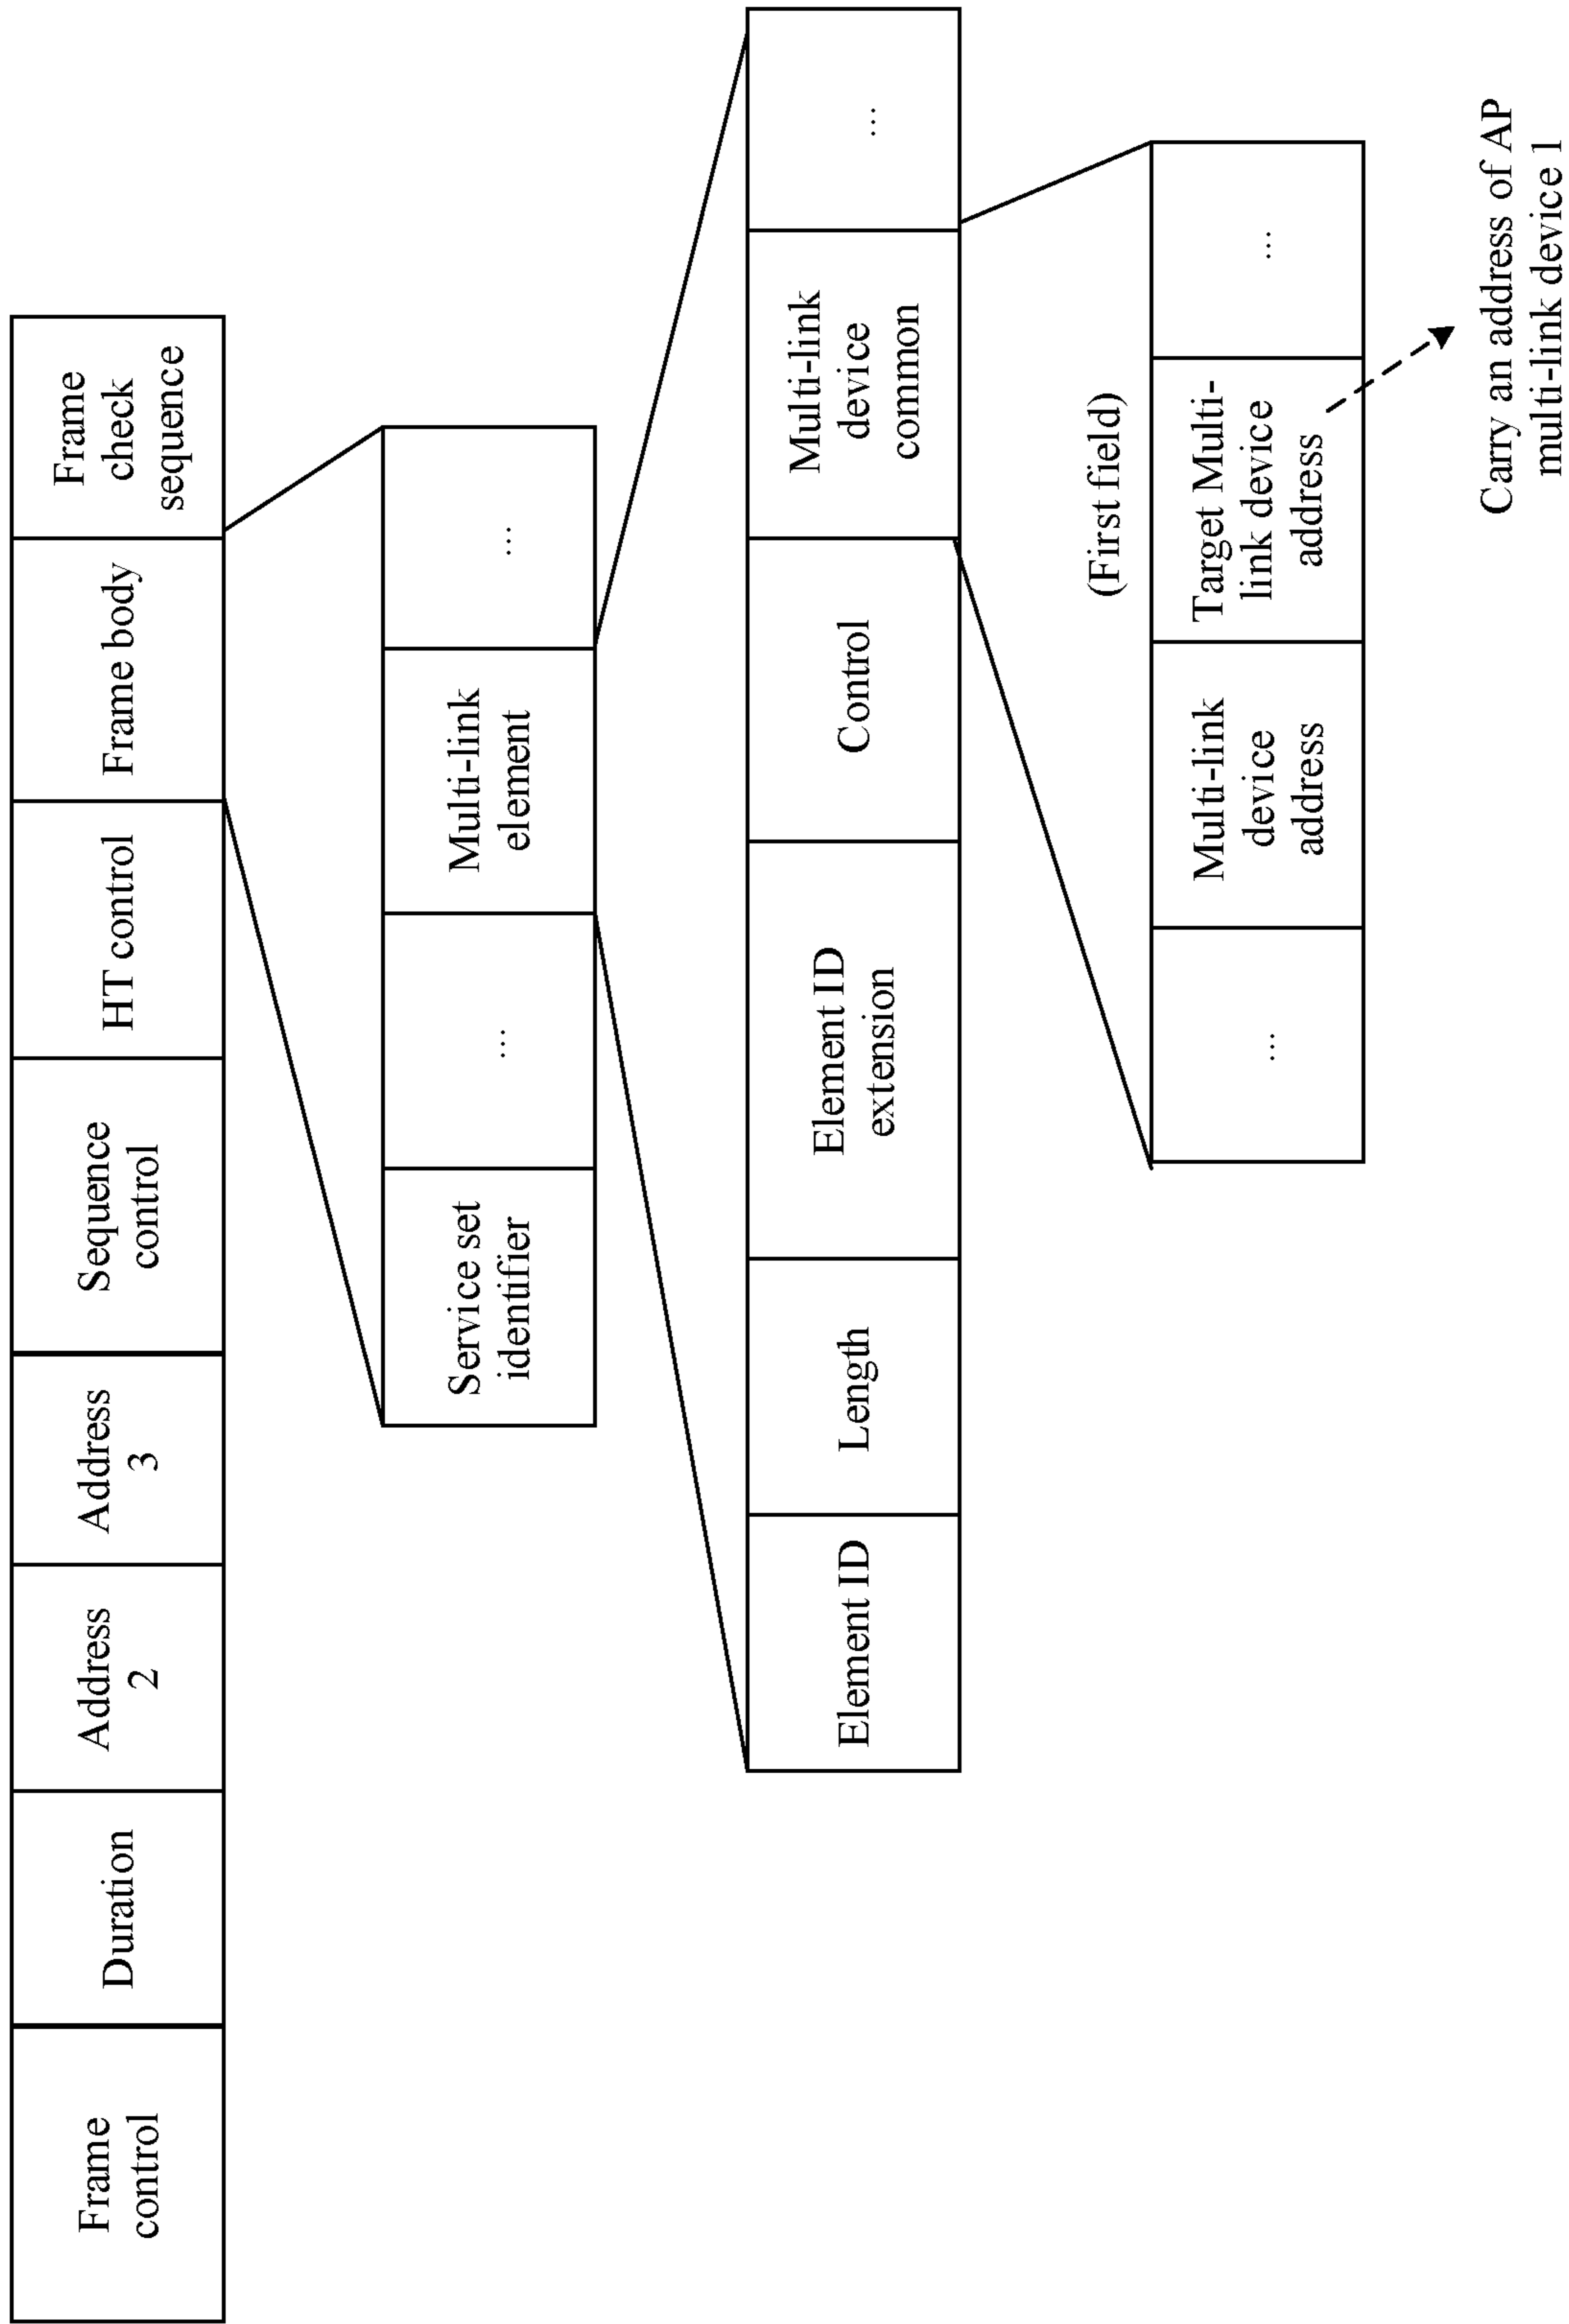 Frame
control
Duration
Address
2
Address
3
Sequence
control
HT control
Frame body
Frame
check
sequence
Service set
identifier
...
Multi-link
element
...
Element ID
Length
Element ID
extension
Control
Multi-link
device
common
...
(First field)
...
Multi-link
device
address
Target Multi-
link device
address
...
Carry an address of AP
multi-link device 1